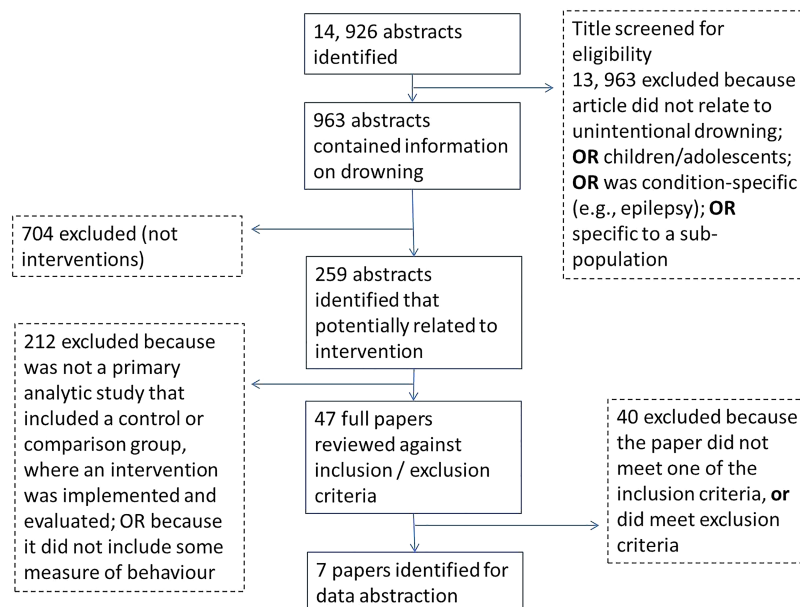 14, 926 abstracts
identified
Title screened for
eligibility
13, 963 excluded because
article did not relate to
unintentional drowning;
OR children/adolescents;
OR was condition-specific
(e.g., epilepsy); OR
specific to a sub-
population
963 abstracts
contained information
on drowning
704 excluded (not
interventions)
259 abstracts
identified that
potentially related to
intervention
212 excluded because
was not a primary
analytic study that
included a control or
comparison group,
where an intervention
was implemented and
evaluated; OR because
it did not include some
measure of behaviour
47 full papers
reviewed against
inclusion / exclusion
criteria
40 excluded because
the paper did not
meet one of the
inclusion criteria, or
did meet exclusion
criteria
7 papers identified for
data abstraction